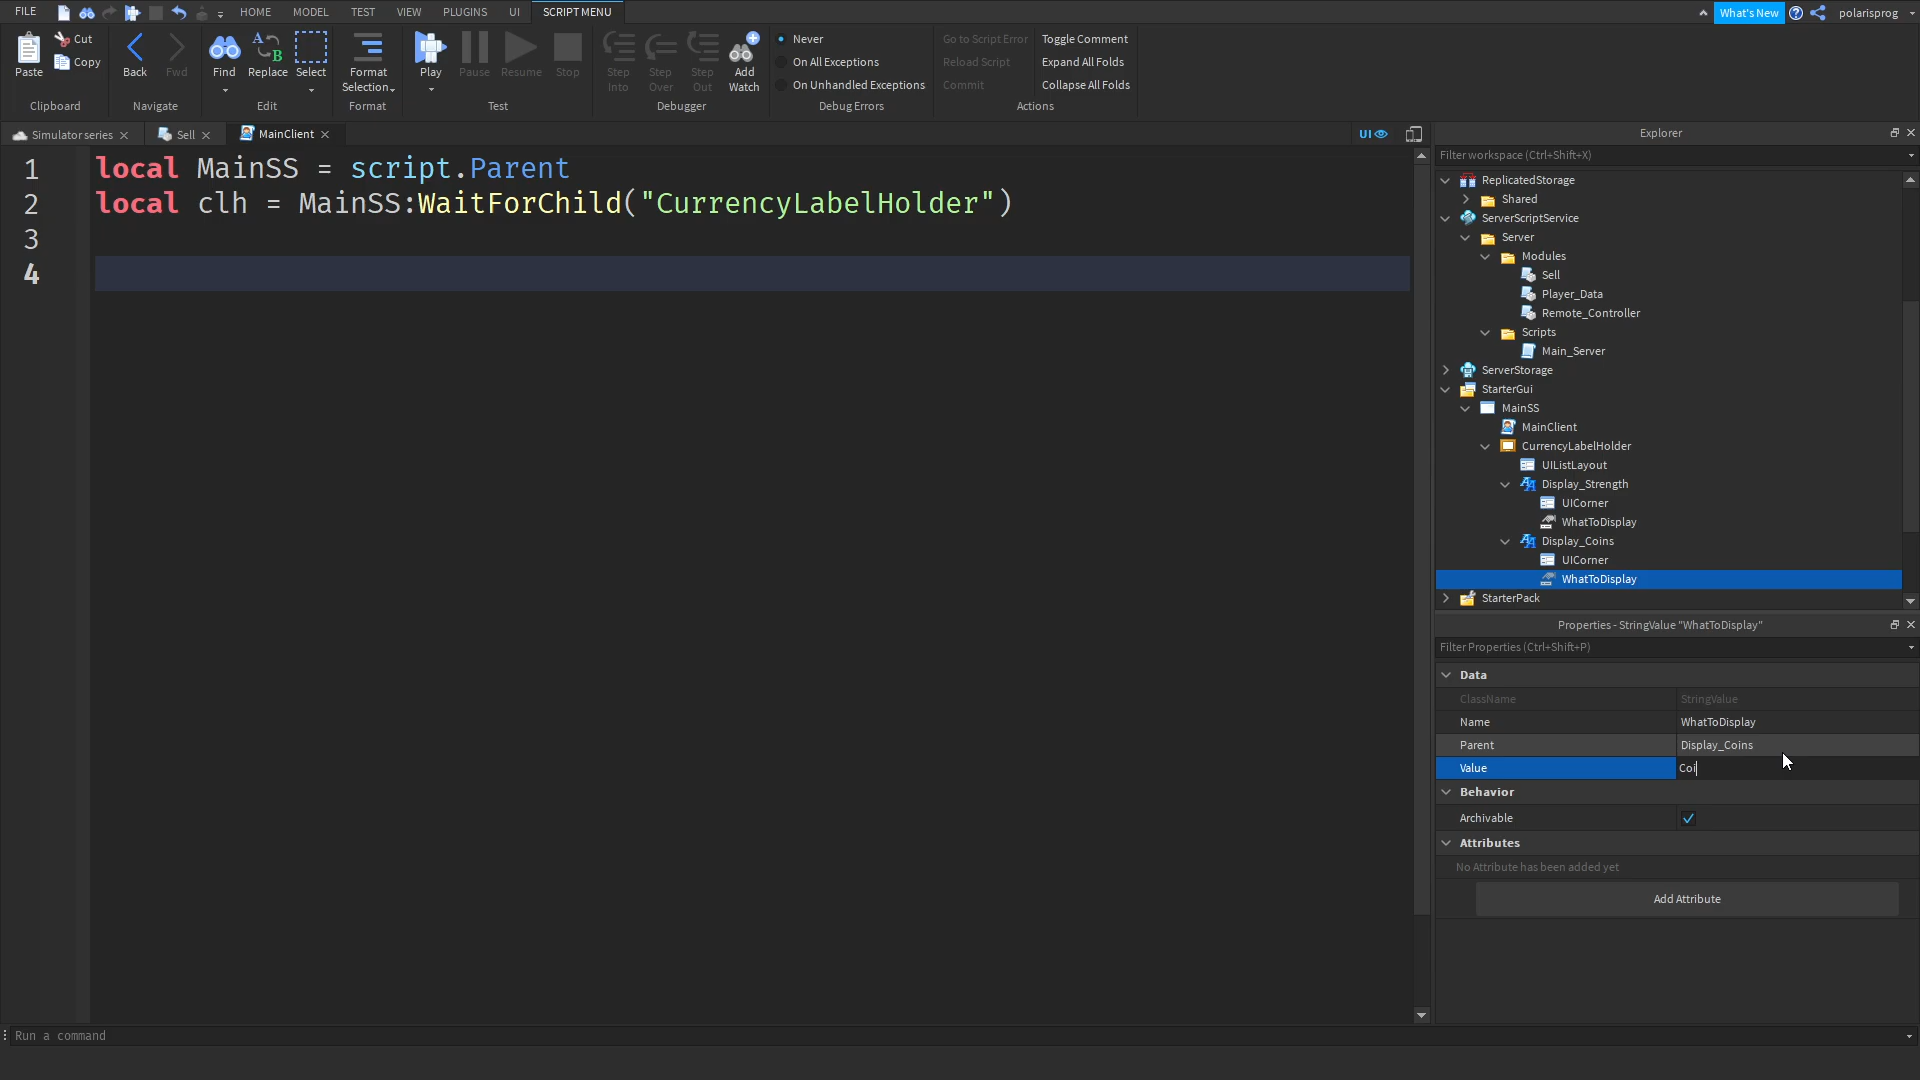 FILE HOME MODEL TEST VIEW PLUGINS UI SCRIPT MENU What's New polarisprog
Paste Cut Copy Clipboard
Back Fwd Navigate
Find Replace Select Edit
Format Selection Format
Play Pause Resume Stop Test
Step Into Step Over Step Out Add Watch Debugger
Never
On All Exceptions
On Unhandled Exceptions
Debug Errors
Go to Script Error Toggle Comment
Reload Script Expand All Folds
Commit Collapse All Folds
Actions
Simulator series Sell MainClient UI
1 local MainSS = script.Parent
2 local clh = MainSS:WaitForChild("CurrencyLabelHolder")
3
4
Explorer
Filter workspace (Ctrl+Shift+X)
ReplicatedStorage
Shared
ServerScriptService
Server
Modules
Sell
Player_Data
Remote_Controller
Scripts
Main_Server
ServerStorage
StarterGui
MainSS
MainClient
CurrencyLabelHolder
UIListLayout
Display_Strength
UICorner
WhatToDisplay
Display_Coins
UICorner
WhatToDisplay
StarterPack
Properties - StringValue "WhatToDisplay"
Filter Properties (Ctrl+Shift+P)
Data
ClassName StringValue
Name WhatToDisplay
Parent Display_Coins
Value Coi
Behavior
Archivable
Attributes
No Attribute has been added yet
Add Attribute
Run a command